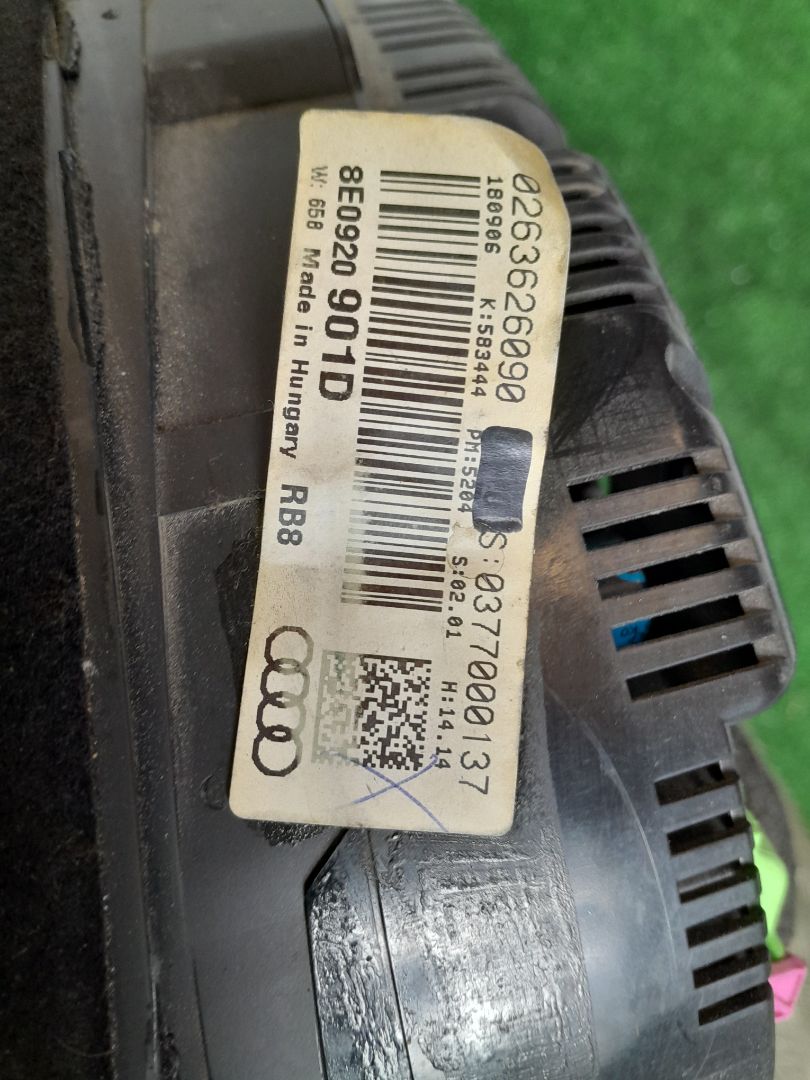 0263626090 S:0377000137
180906 K:583444 PM:5204 S:02.01 H:14.14
8E0920 901D
W: 658 Made in Hungary RB8